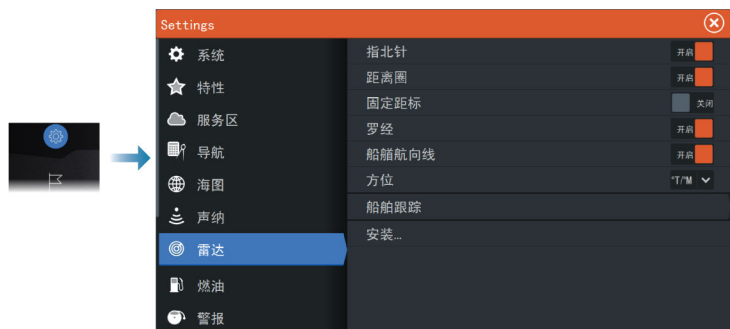 Settings
系统
特性
服务区
导航
海图
声纳
雷达
燃油
警报
指北针 开启
距离圈 开启
固定距标 关闭
罗经 开启
船艏航向线 开启
方位 °T/°M
船舶跟踪
安装…